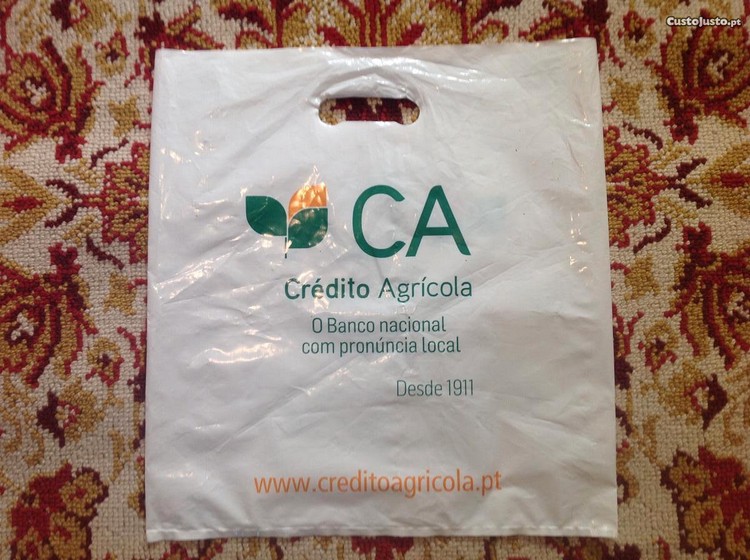 CustoJusto.pt
CA
Crédito Agrícola
O Banco nacional
com pronúncia local
Desde 1911
www.creditoagricola.pt